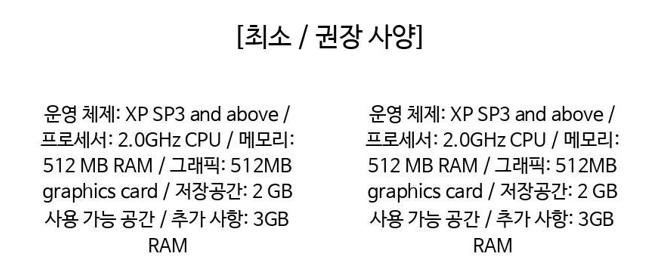 [최소 / 권장 사양]
운영 체제: XP SP3 and above /
프로세서: 2.0GHz CPU / 메모리:
512 MB RAM / 그래픽: 512MB
graphics card / 저장공간: 2 GB
사용 가능 공간 / 추가 사항: 3GB
RAM
운영 체제: XP SP3 and above /
프로세서: 2.0GHz CPU / 메모리:
512 MB RAM / 그래픽: 512MB
graphics card / 저장공간: 2 GB
사용 가능 공간 / 추가 사항: 3GB
RAM